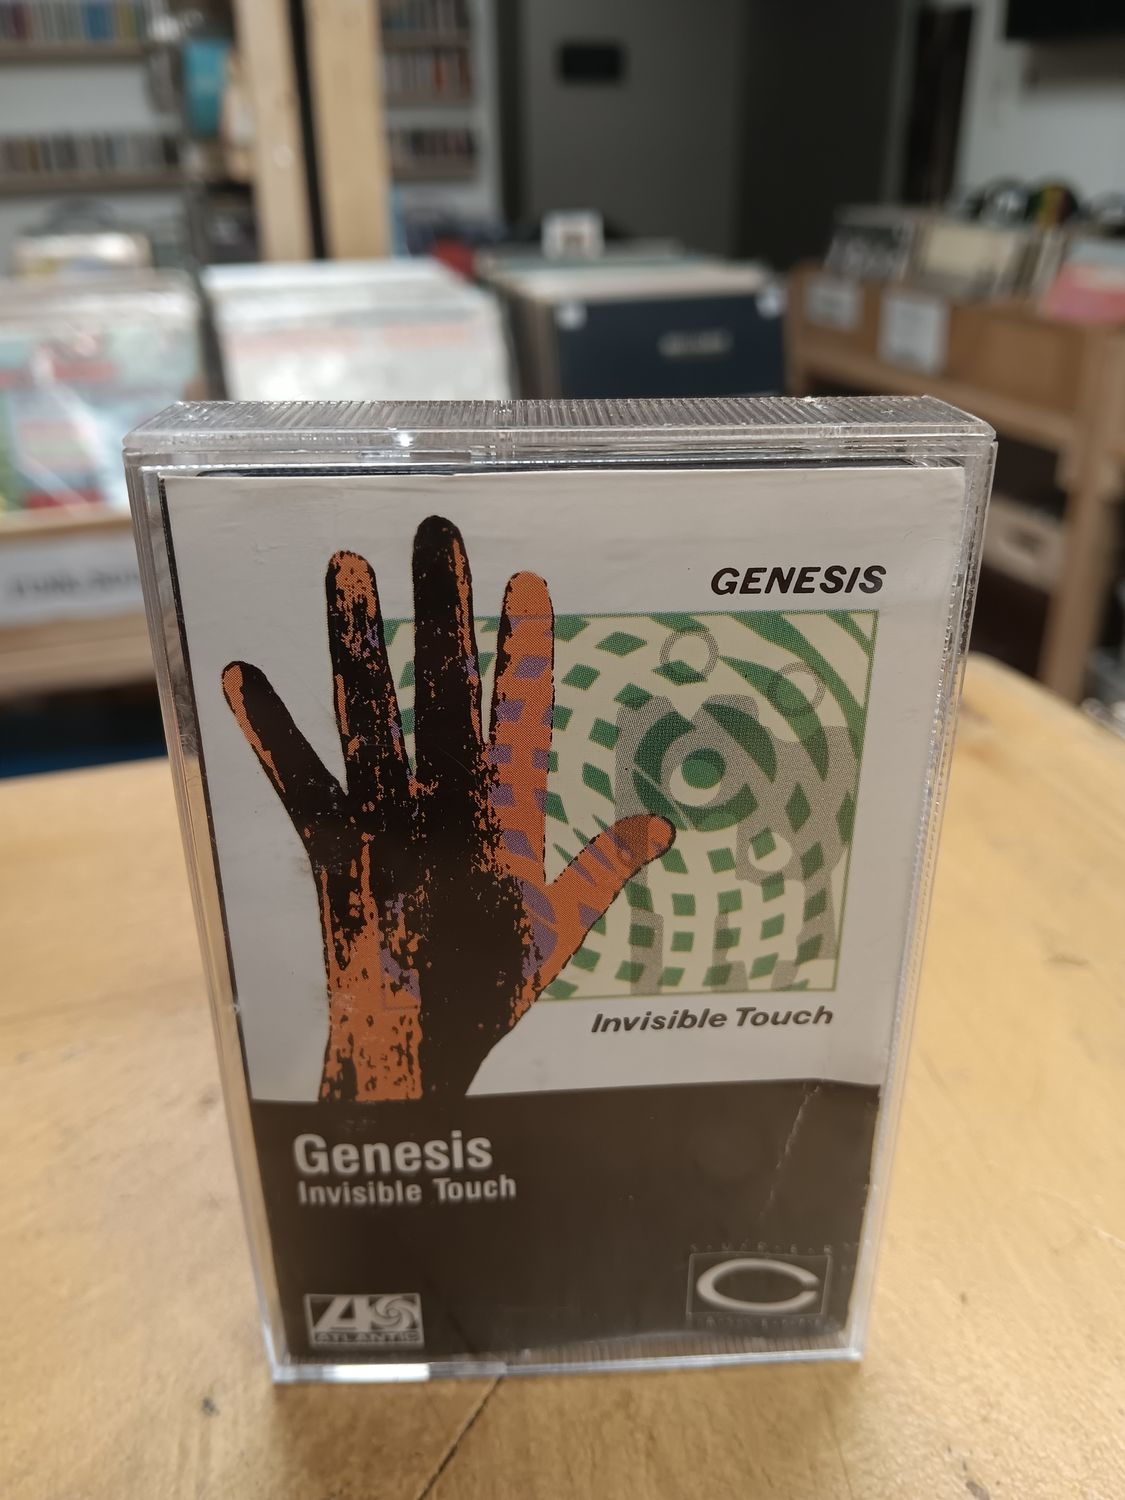 GENESIS
Invisible Touch
Genesis
Invisible Touch
ATLANTIC